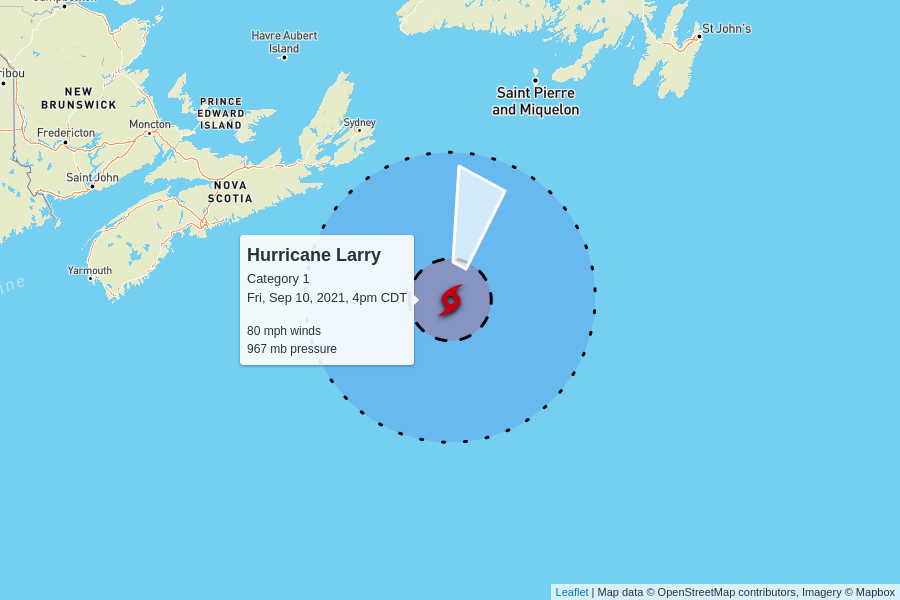 St John's
Havre Aubert
Island
ribou
NEW
BRUNSWICK
Saint Pierre
and Miquelon
PRINCE
EDWARD
ISLAND
Moncton
Sydney
Fredericton
Saint John
NOVA
SCOTIA
Yarmouth
ine
Hurricane Larry
Category 1
Fri, Sep 10, 2021, 4pm CDT
80 mph winds
967 mb pressure
Leaflet | Map data © OpenStreetMap contributors, Imagery © Mapbox